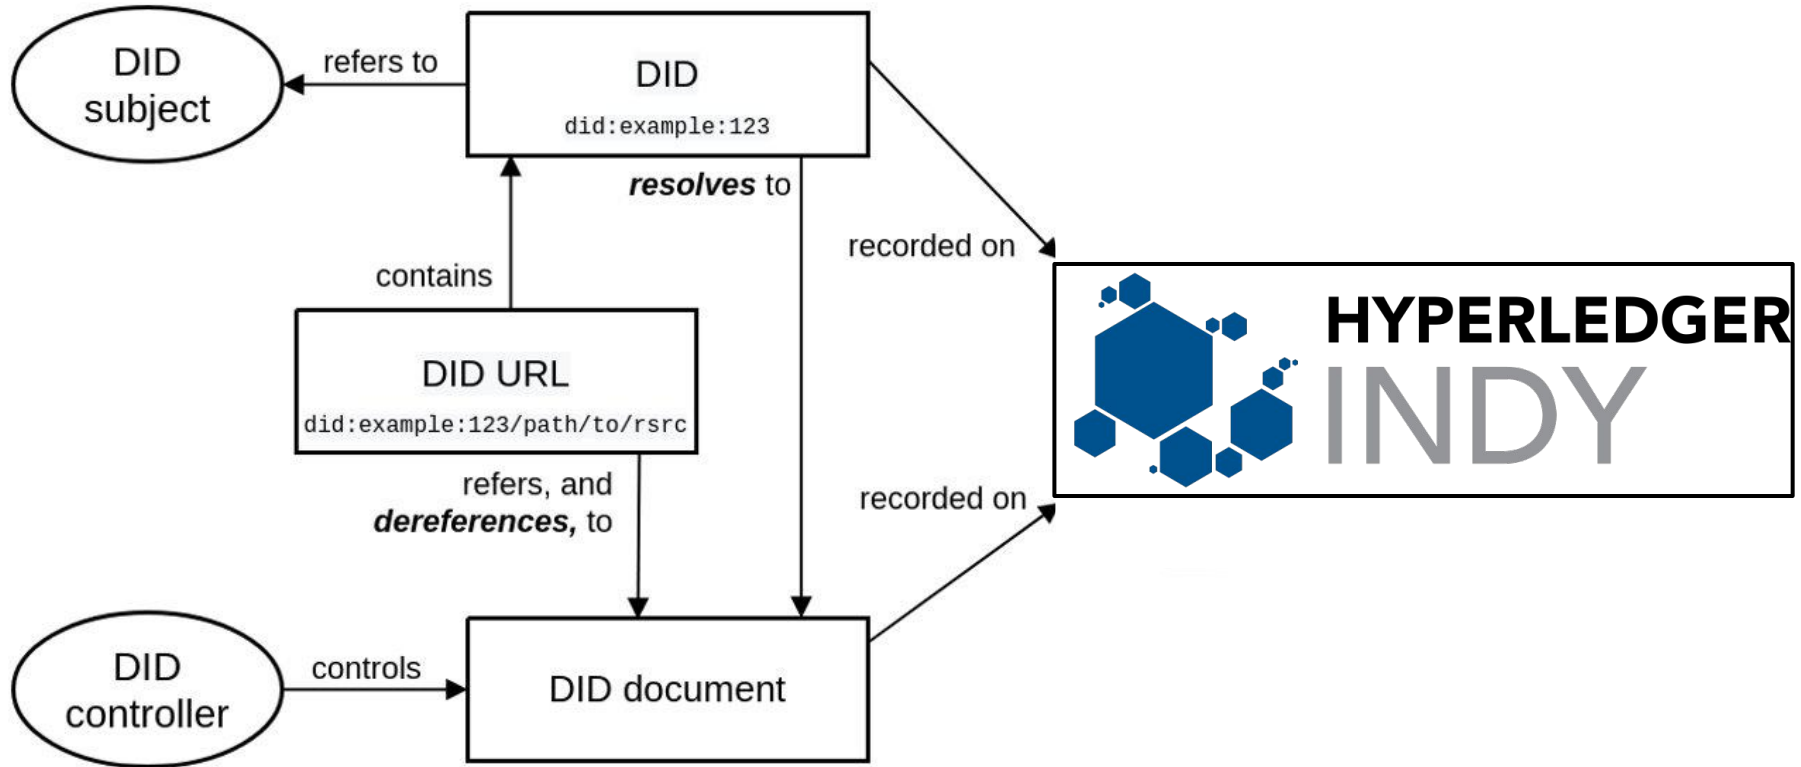 DID
subject
refers to
DID
did:example:123
resolves to
contains
recorded on
HYPERLEDGER
INDY
DID URL
did:example:123/path/to/rsrc
refers, and
dereferences, to
recorded on
DID
controller
controls
DID document